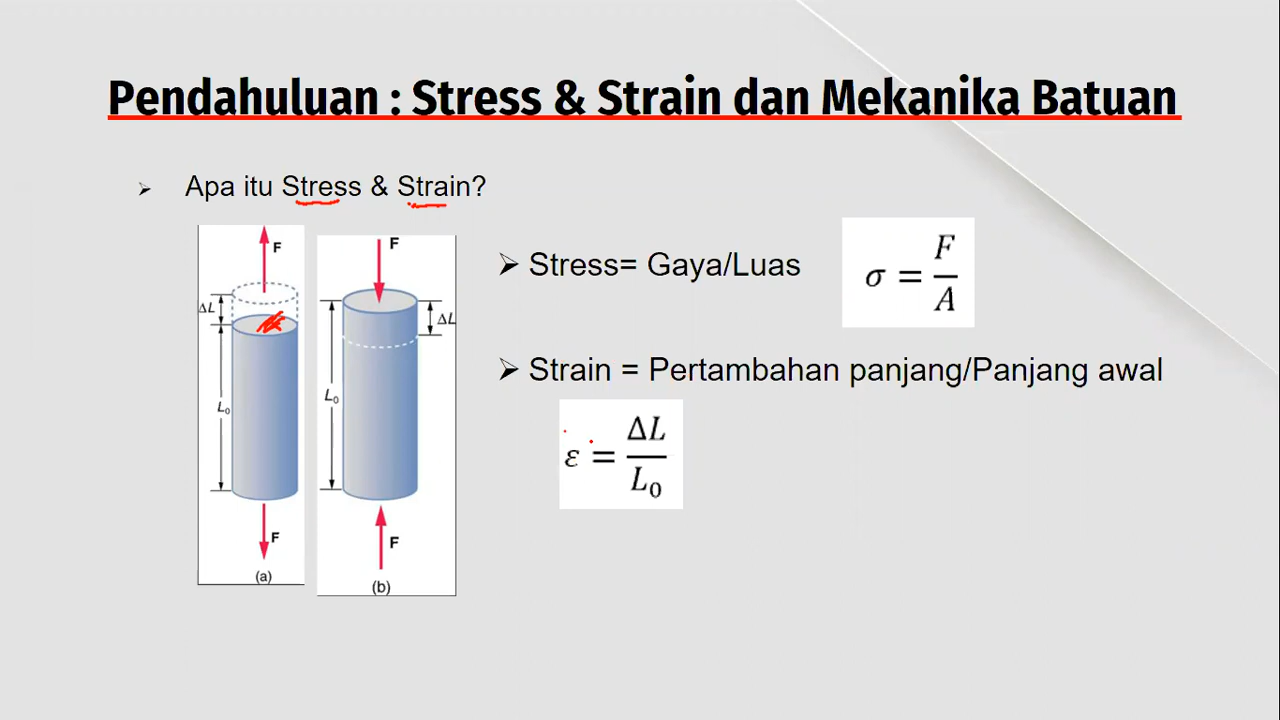 Pendahuluan : Stress & Strain dan Mekanika Batuan
Apa itu Stress & Strain?
F
ΔL
L₀
F
(a)
F
ΔL
L₀
F
(b)
Stress= Gaya/Luas
σ = F/A
Strain = Pertambahan panjang/Panjang awal
ε = ΔL/L₀